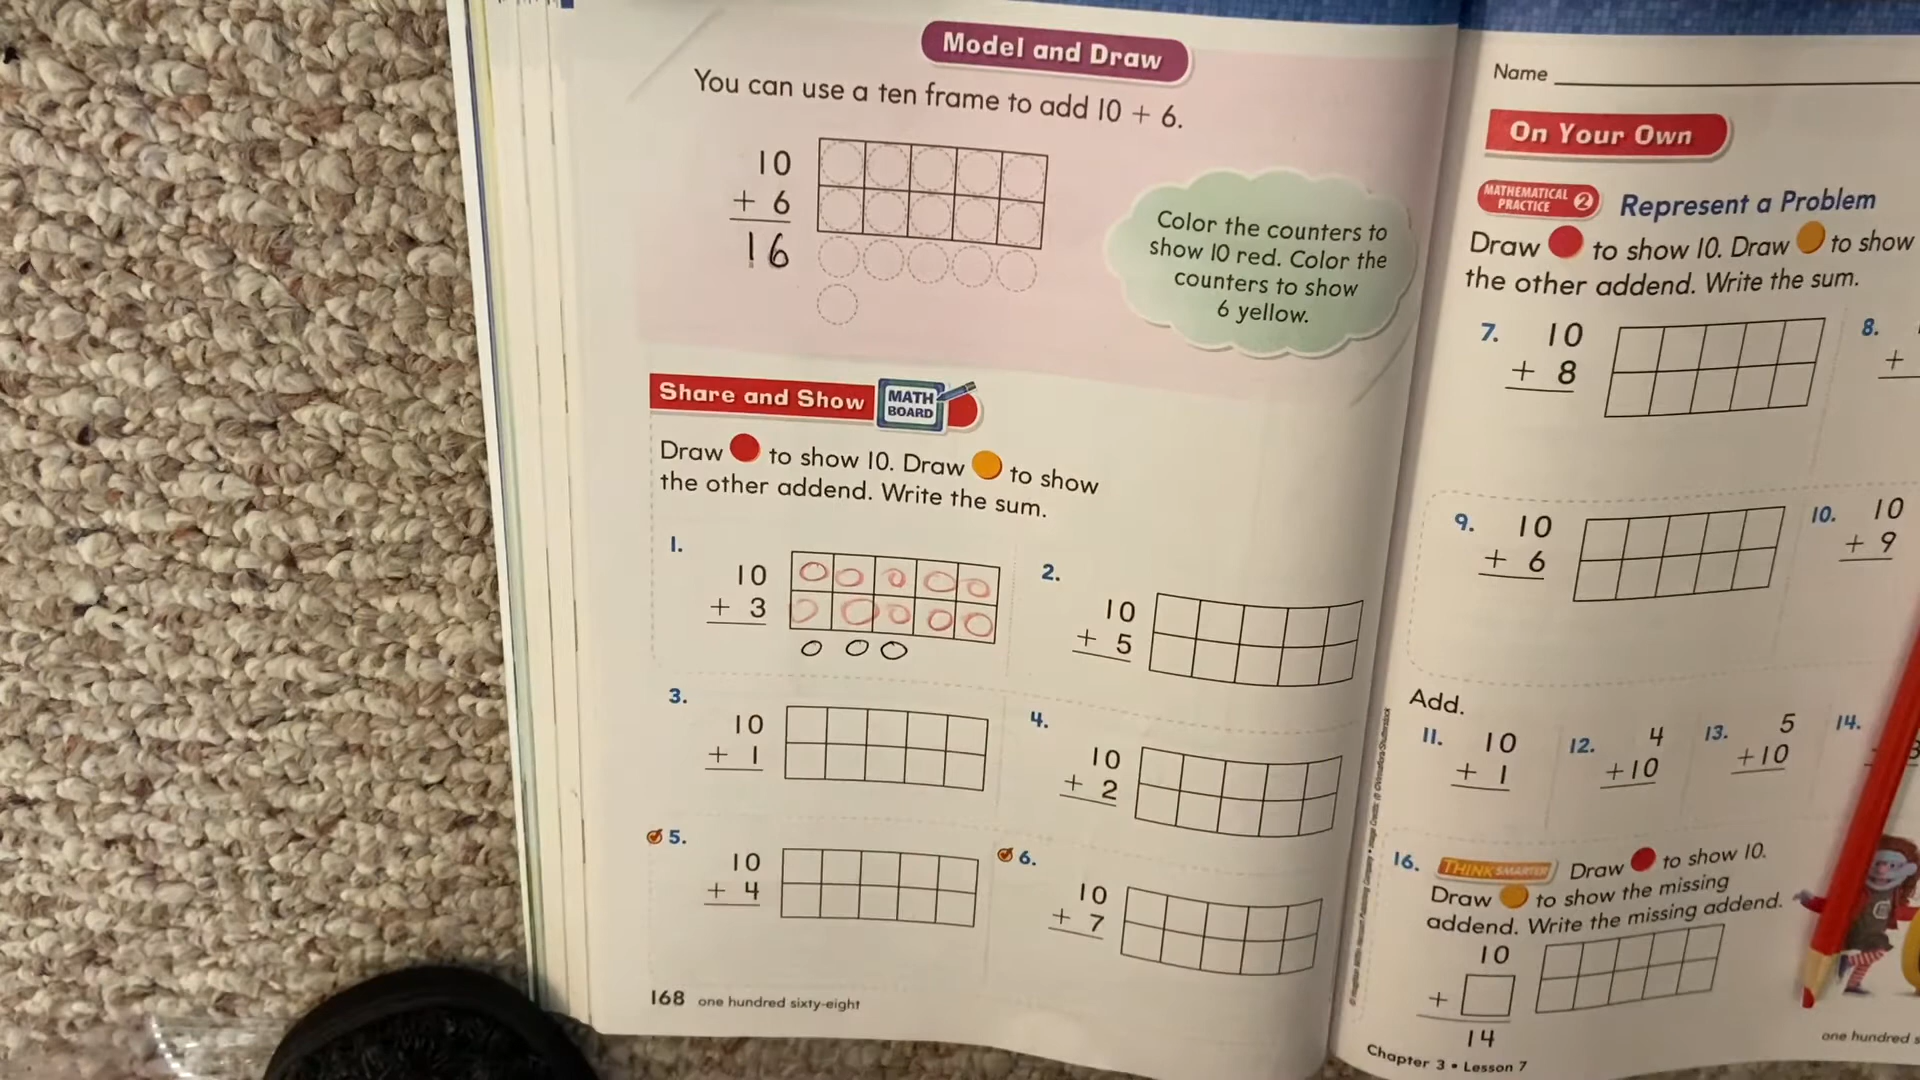 Model and Draw
You can use a ten frame to add 10 + 6.
10
+ 6
16
Color the counters to
show 10 red. Color the
counters to show
6 yellow.
Share and Show MATH BOARD
Draw to show 10. Draw to show
the other addend. Write the sum.
1.
10
+ 3
2.
10
+ 5
3.
10
+ 1
4.
10
+ 2
5.
10
+ 4
6.
10
+ 7
168 one hundred sixty-eight
Name
On Your Own
MATHEMATICAL PRACTICE 2 Represent a Problem
Draw to show 10. Draw to show
the other addend. Write the sum.
7. 10
+ 8
8.
+
9. 10
+ 6
10. 10
+ 9
Add.
11. 10
+ 1
12. 4
+10
13. 5
+10
14.
16. THINK SMARTER Draw to show 10.
Draw to show the missing
addend. Write the missing addend.
10
+
14
Chapter 3 • Lesson 7
one hundred